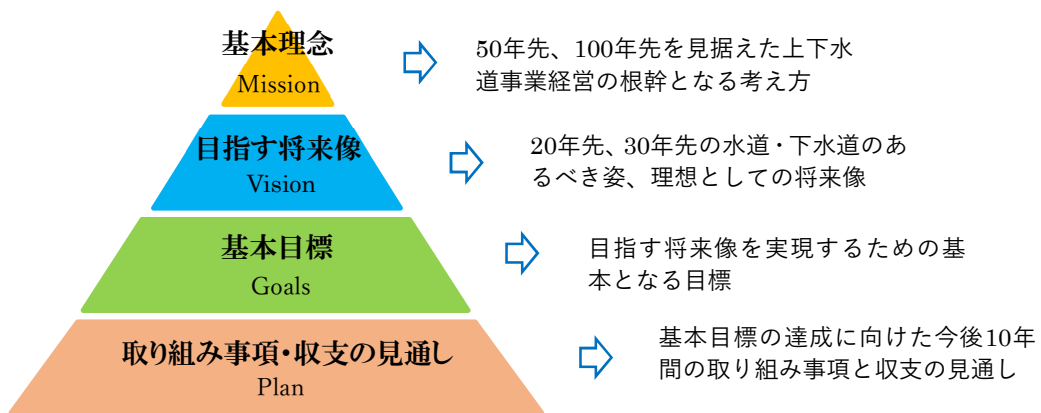 基本理念
Mission
50年先、100年先を見据えた上下水
道事業経営の根幹となる考え方
目指す将来像
Vision
20年先、30年先の水道・下水道のあ
るべき姿、理想としての将来像
基本目標
Goals
目指す将来像を実現するための基
本となる目標
取り組み事項・収支の見通し
Plan
基本目標の達成に向けた今後10年
間の取り組み事項と収支の見通し